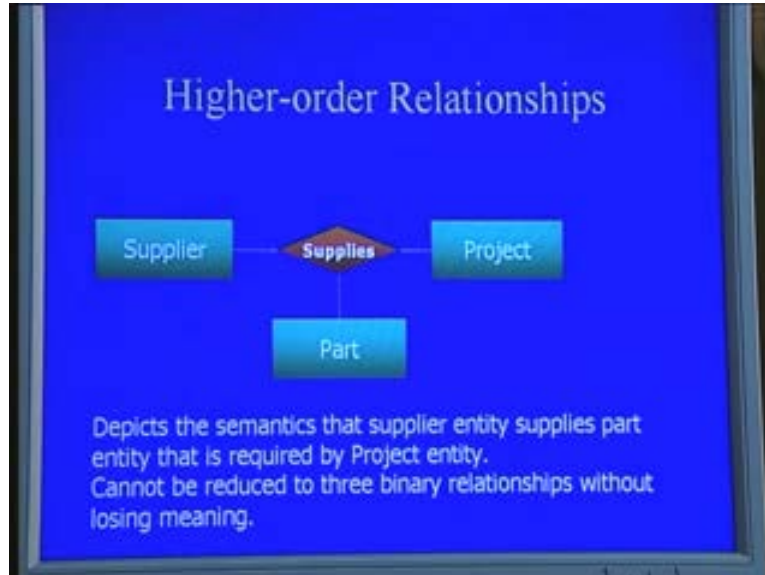 Higher-order Relationships
Supplier
Supplies
Project
Part
Depicts the semantics that supplier entity supplies part
entity that is required by Project entity.
Cannot be reduced to three binary relationships without
losing meaning.